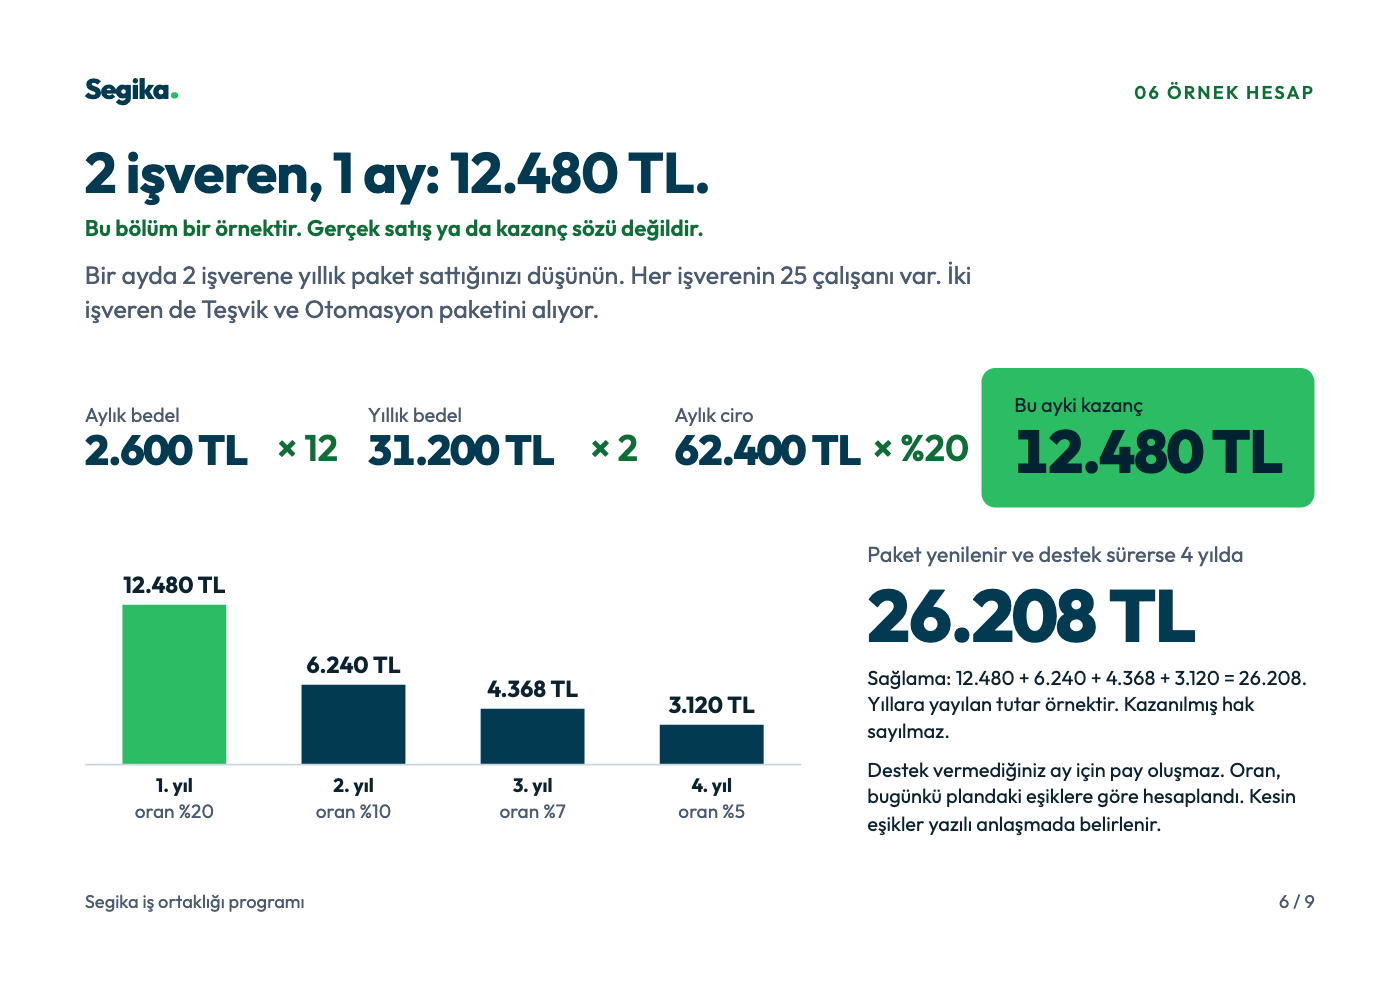 Segika.
06 ÖRNEK HESAP
2 işveren, 1 ay: 12.480 TL.
Bu bölüm bir örnektir. Gerçek satış ya da kazanç sözü değildir.
Bir ayda 2 işverene yıllık paket sattığınızı düşünün. Her işverenin 25 çalışanı var. İki
işveren de Teşvik ve Otomasyon paketini alıyor.
Aylık bedel
2.600 TL
× 12
Yıllık bedel
31.200 TL
× 2
Aylık ciro
62.400 TL
× %20
Bu ayki kazanç
12.480 TL
12.480 TL
6.240 TL
4.368 TL
3.120 TL
1. yıl
2. yıl
3. yıl
4. yıl
oran %20
oran %10
oran %7
oran %5
Paket yenilenir ve destek sürerse 4 yılda
26.208 TL
Sağlama: 12.480 + 6.240 + 4.368 + 3.120 = 26.208.
Yıllara yayılan tutar örnektir. Kazanılmış hak
sayılmaz.
Destek vermediğiniz ay için pay oluşmaz. Oran,
bugünkü plandaki eşiklere göre hesaplandı. Kesin
eşikler yazılı anlaşmada belirlenir.
Segika iş ortaklığı programı
6 / 9